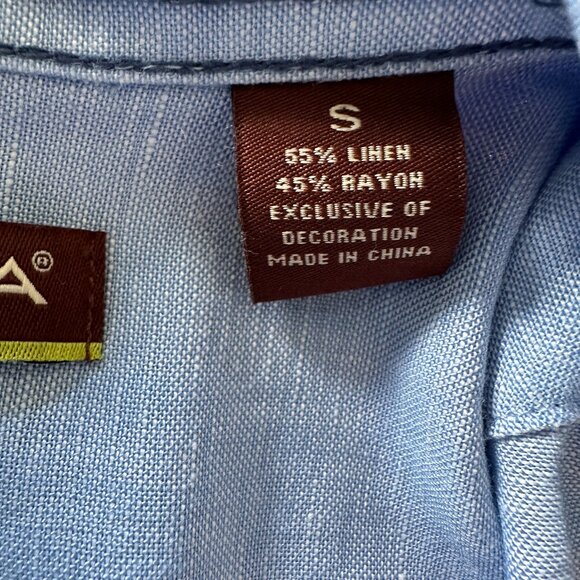 S
55% LINEN
45% RAYON
EXCLUSIVE OF
DECORATION
MADE IN CHINA
A®